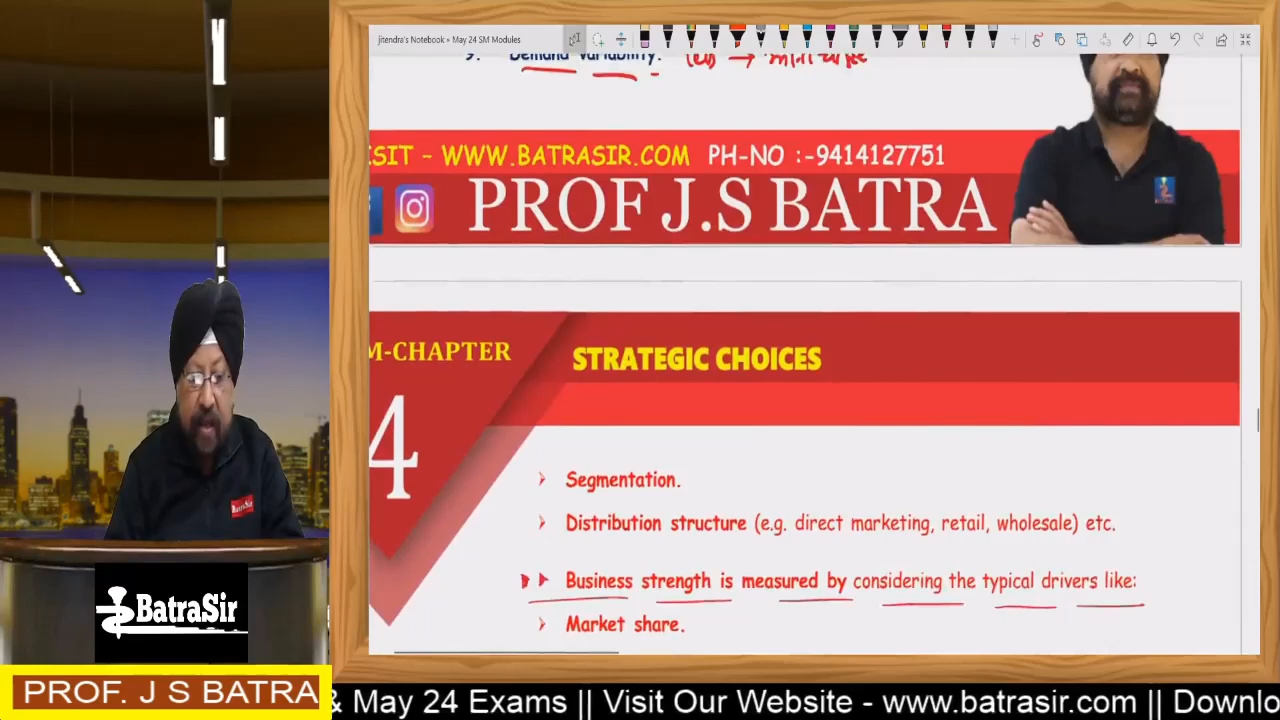 Jitendra's Notebook » May 24 SM Modules
9. Demand variability.
SIT - WWW.BATRASIR.COM PH-NO :-9414127751
PROF J.S BATRA
M-CHAPTER
STRATEGIC CHOICES
4
Segmentation.
Distribution structure (e.g. direct marketing, retail, wholesale) etc.
Business strength is measured by considering the typical drivers like:
Market share.
BatraSir
BatraSir
PROF. J S BATRA
& May 24 Exams || Visit Our Website - www.batrasir.com || Downlo